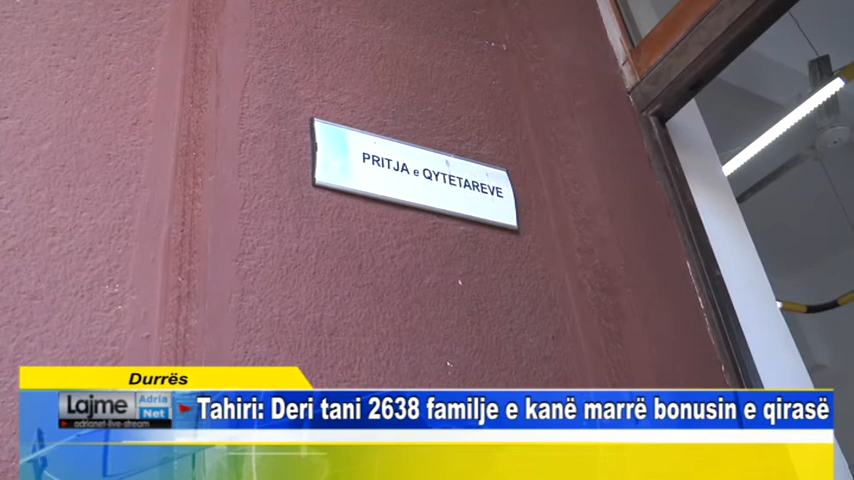 PRITJA e QYTETAREVE
Durrës
Lajme Adria Net
adrianet-live-stream
Tahiri: Deri tani 2638 familje e kanë marrë bonusin e qirasë